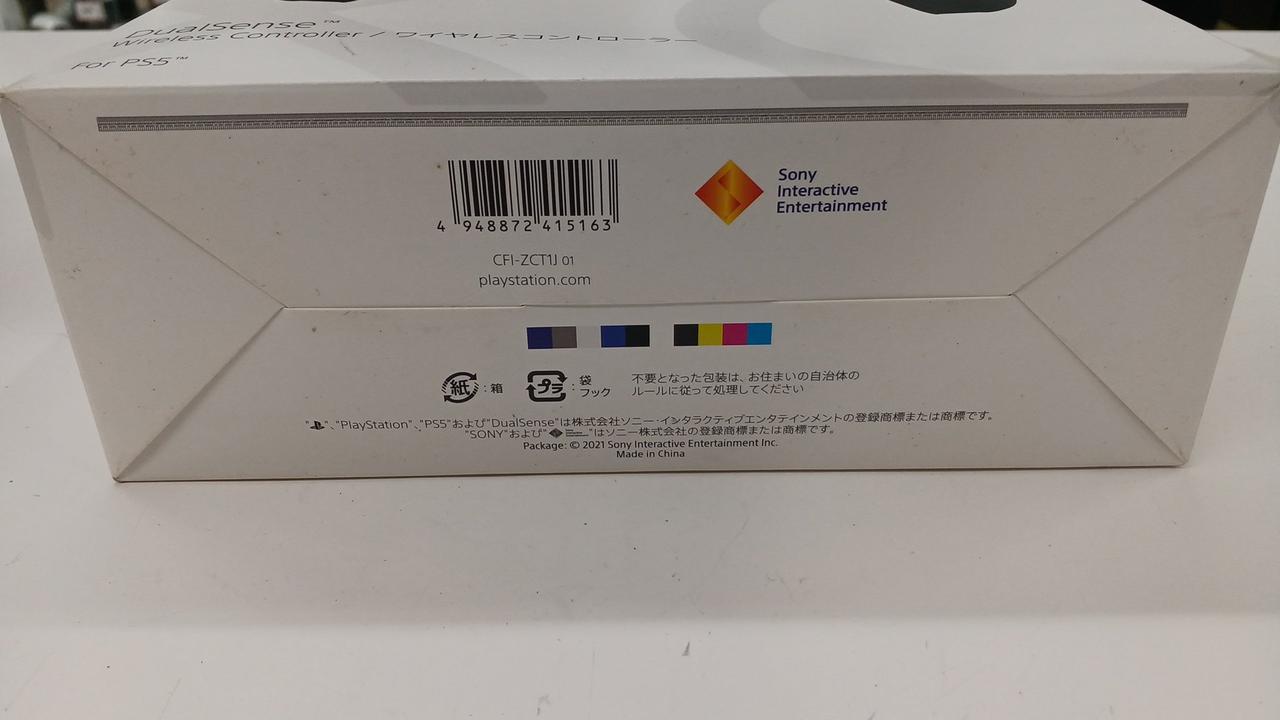 DualSense™
Wireless Controller / ワイヤレスコントローラー
For PS5™
Sony
Interactive
Entertainment
4 948872 415163
CFI-ZCT1J 01
playstation.com
紙 : 箱
プラ : 袋
フック
不要となった包装は、お住まいの自治体の
ルールに従って処理してください
"", "PlayStation", "PS5"および"DualSense"は株式会社ソニー・インタラクティブエンタテインメントの登録商標または商標です。
"SONY"および""はソニー株式会社の登録商標または商標です。
Package: © 2021 Sony Interactive Entertainment Inc.
Made in China